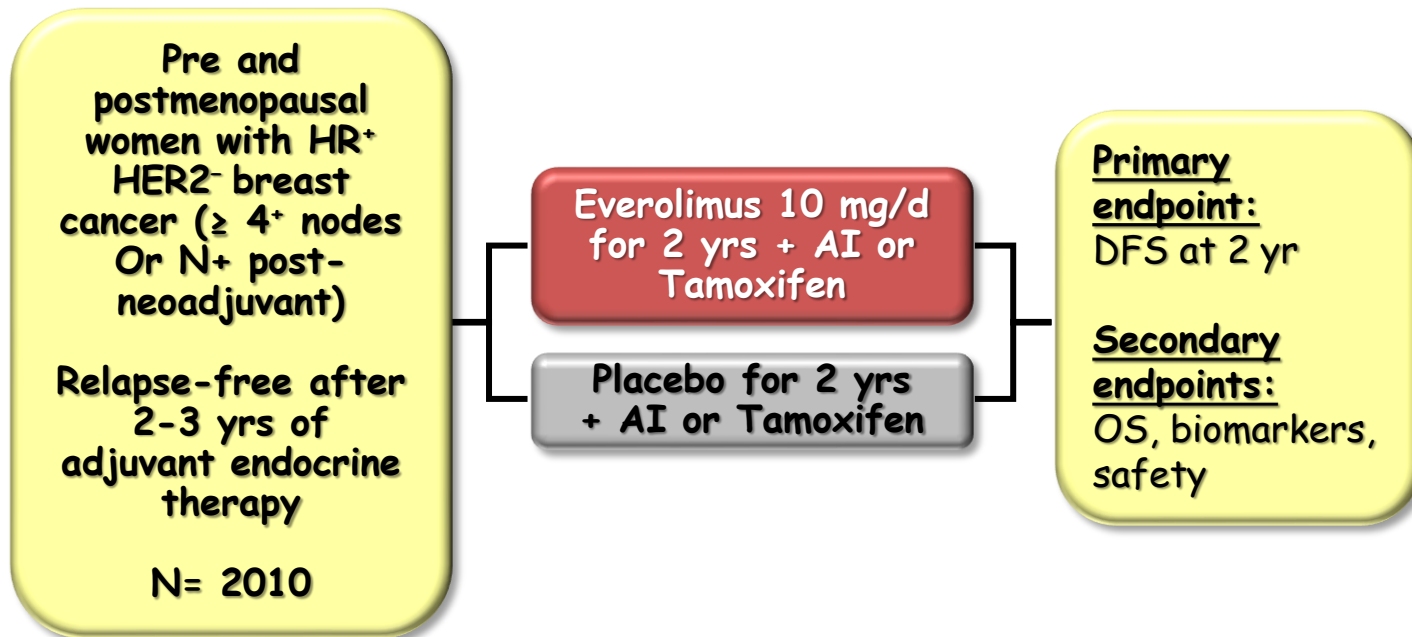 Pre and
postmenopausal
women with HR⁺
HER2⁻ breast
cancer (≥ 4⁺ nodes
Or N+ post-
neoadjuvant)
Relapse-free after
2-3 yrs of
adjuvant endocrine
therapy
N= 2010
Everolimus 10 mg/d
for 2 yrs + AI or
Tamoxifen
Placebo for 2 yrs
+ AI or Tamoxifen
Primary
endpoint:
DFS at 2 yr
Secondary
endpoints:
OS, biomarkers,
safety